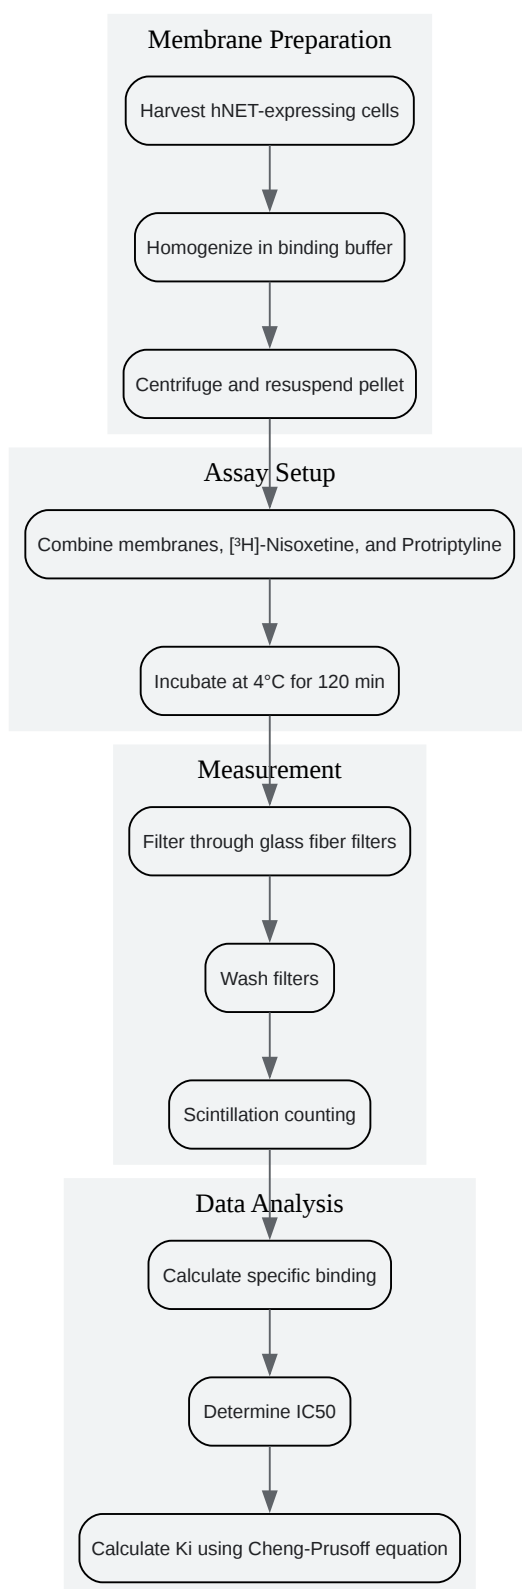 Membrane Preparation
Harvest hNET-expressing cells
Homogenize in binding buffer
Centrifuge and resuspend pellet
Assay Setup
Combine membranes, [³H]-Nisoxetine, and Protriptyline
Incubate at 4°C for 120 min
Measurement
Filter through glass fiber filters
Wash filters
Scintillation counting
Data Analysis
Calculate specific binding
Determine IC50
Calculate Ki using Cheng-Prusoff equation